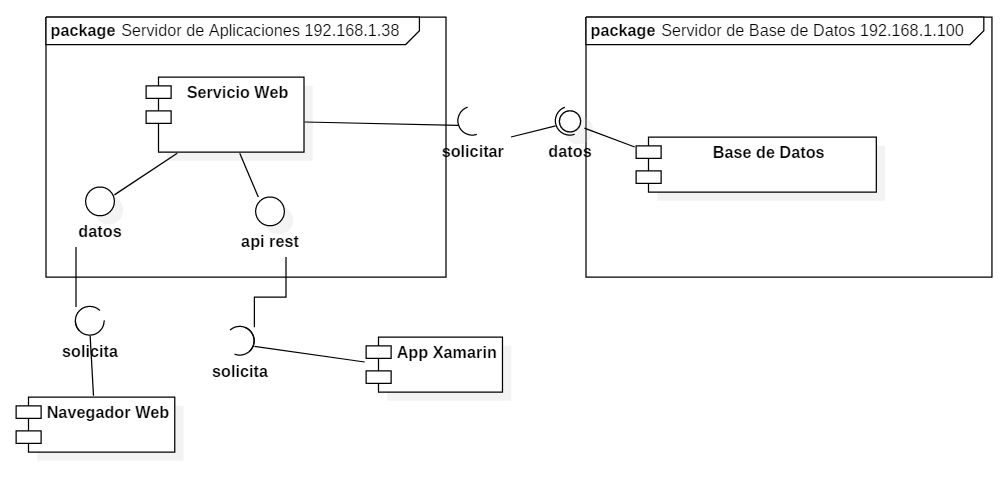 package Servidor de Aplicaciones 192.168.1.38
package Servidor de Base de Datos 192.168.1.100
Servicio Web
solicitar
datos
Base de Datos
datos
api rest
solicita
solicita
App Xamarin
Navegador Web